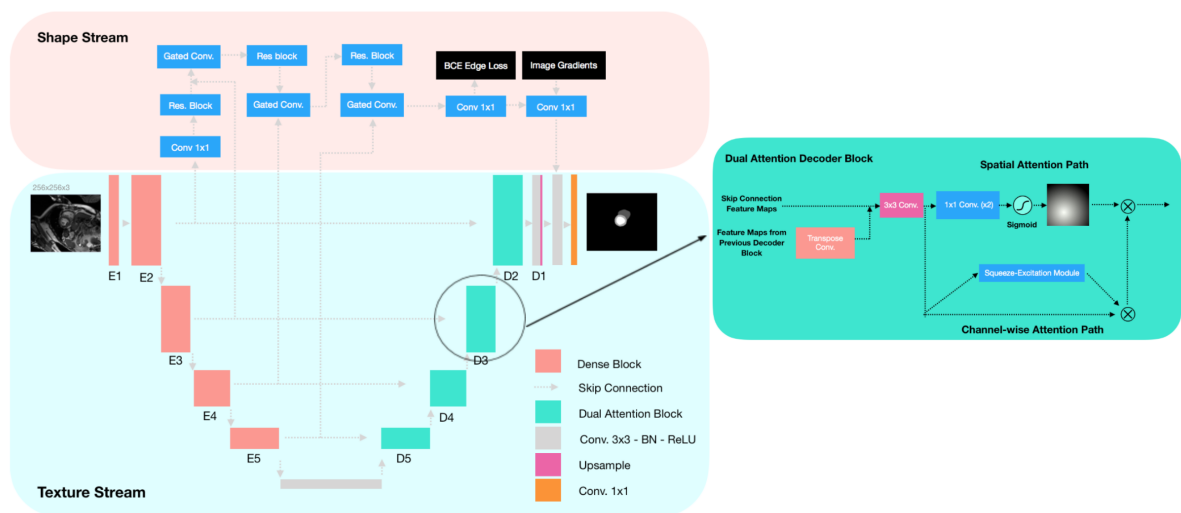 Shape Stream
Gated Conv.
Res block
Res. Block
BCE Edge Loss
Image Gradients
Res. Block
Gated Conv.
Gated Conv.
Conv 1x1
Conv 1x1
Conv 1x1
256x256x3
E1
E2
E3
E4
E5
D5
D4
D3
D2
D1
Dense Block
Skip Connection
Dual Attention Block
Conv. 3x3 - BN - ReLU
Upsample
Conv. 1x1
Texture Stream
Dual Attention Decoder Block
Spatial Attention Path
Skip Connection
Feature Maps
3x3 Conv.
1x1 Conv. (x2)
Sigmoid
Feature Maps from
Previous Decoder
Block
Transpose
Conv.
Squeeze-Excitation Module
Channel-wise Attention Path